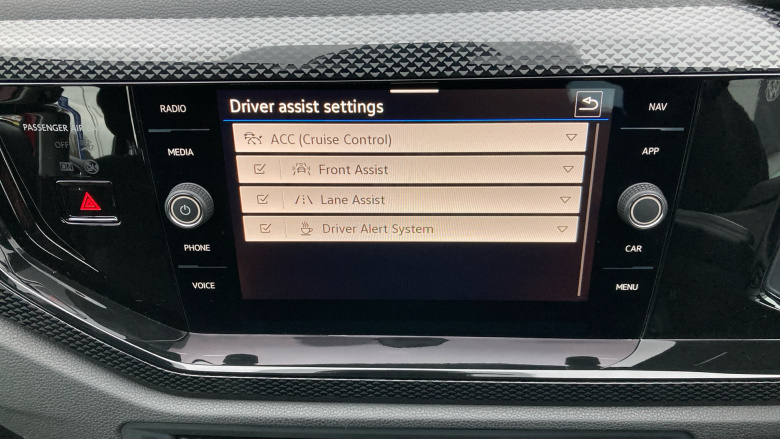 RADIO
MEDIA
PHONE
VOICE
PASSENGER
OFF
Driver assist settings
ACC (Cruise Control)
Front Assist
Lane Assist
Driver Alert System
NAV
APP
CAR
MENU